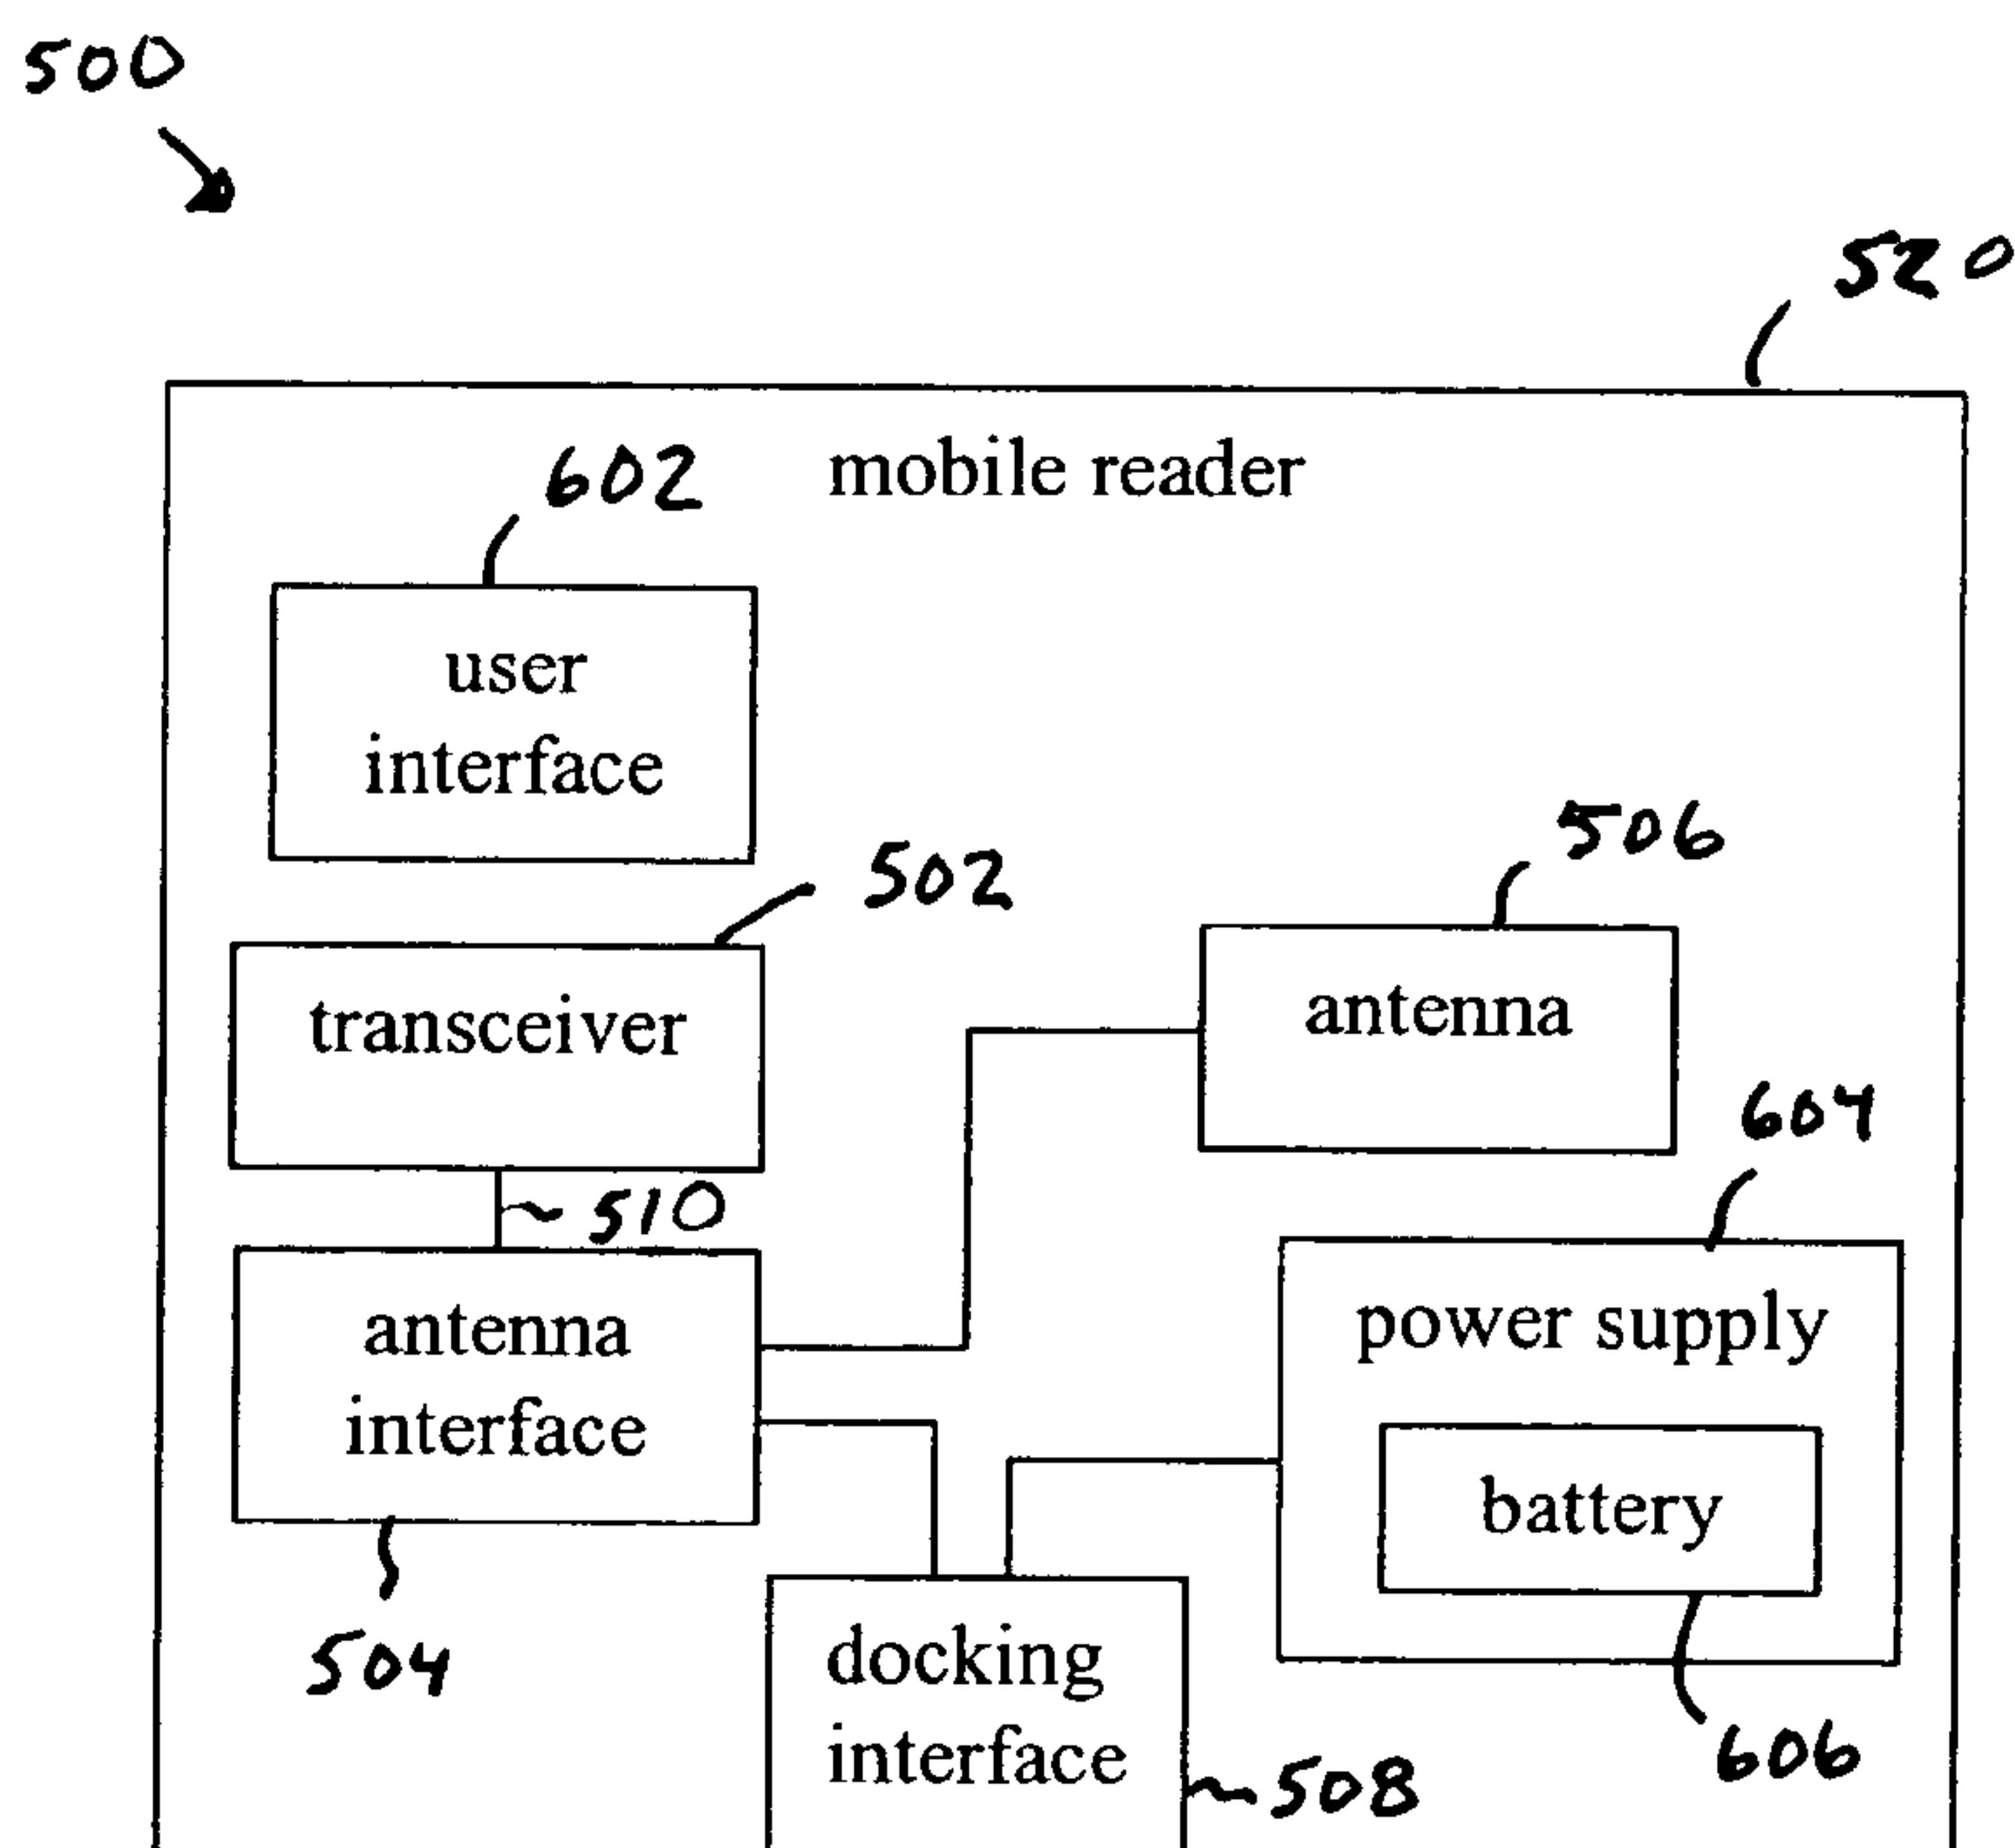 500
520
mobile reader
602
user
interface
502
506
transceiver
antenna
604
510
antenna
interface
power supply
battery
504
docking
interface
508
606